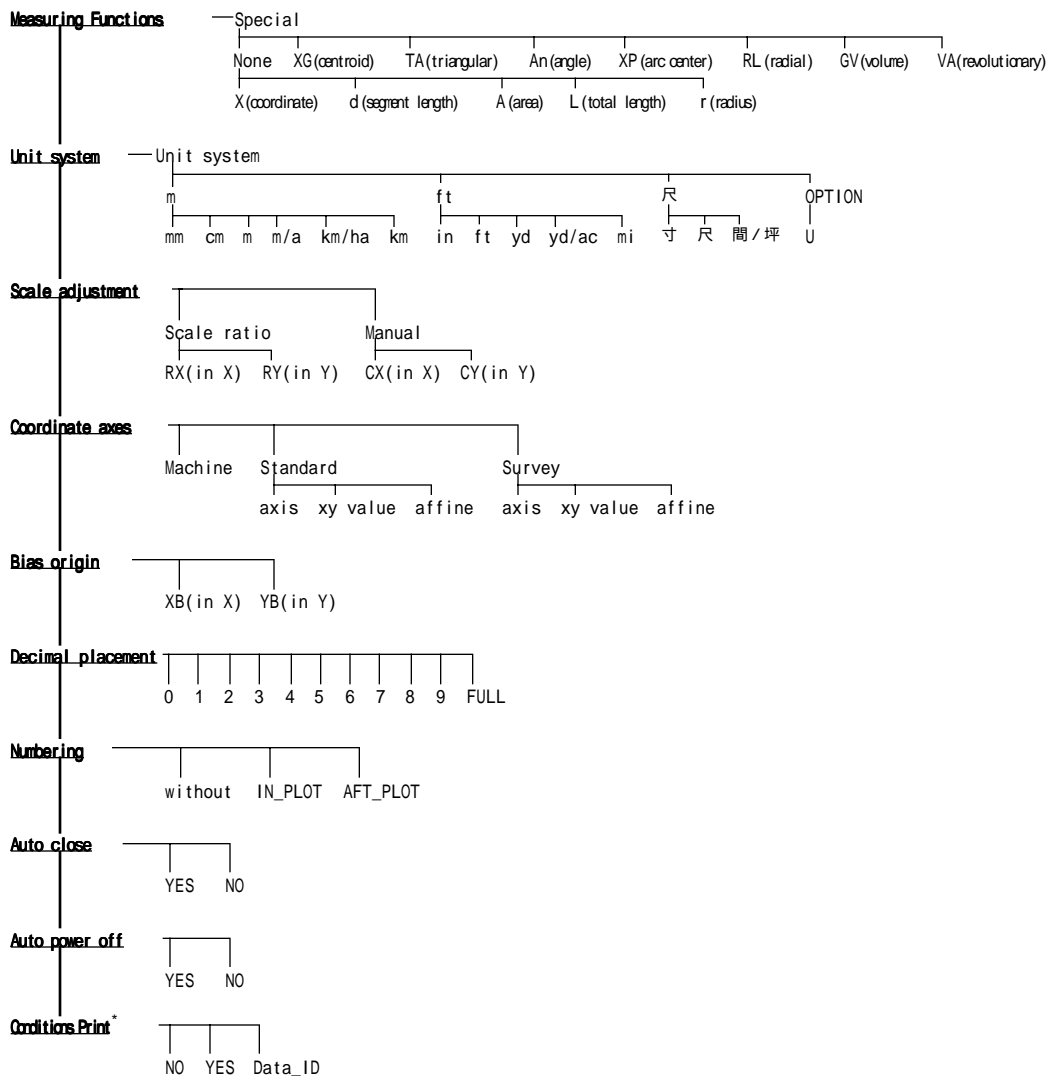 Measuring Functions Special
None XG(centroid) TA(triangular) An(angle) XP(arc center) RL(radial) GV(volume) VA(revolutionary)
X(coordinate) d(segment length) A(area) L(total length) r(radius)
Unit system Unit system
m ft 尺 OPTION
mm cm m m/a km/ha km in ft yd yd/ac mi 寸 尺 間/坪 U
Scale adjustment
Scale ratio Manual
RX(in X) RY(in Y) CX(in X) CY(in Y)
Coordinate axes
Machine Standard Survey
axis xy value affine axis xy value affine
Bias origin
XB(in X) YB(in Y)
Decimal placement
0 1 2 3 4 5 6 7 8 9 FULL
Numbering
without IN_PLOT AFT_PLOT
Auto close
YES NO
Auto power off
YES NO
Conditions Print*
NO YES Data_ID